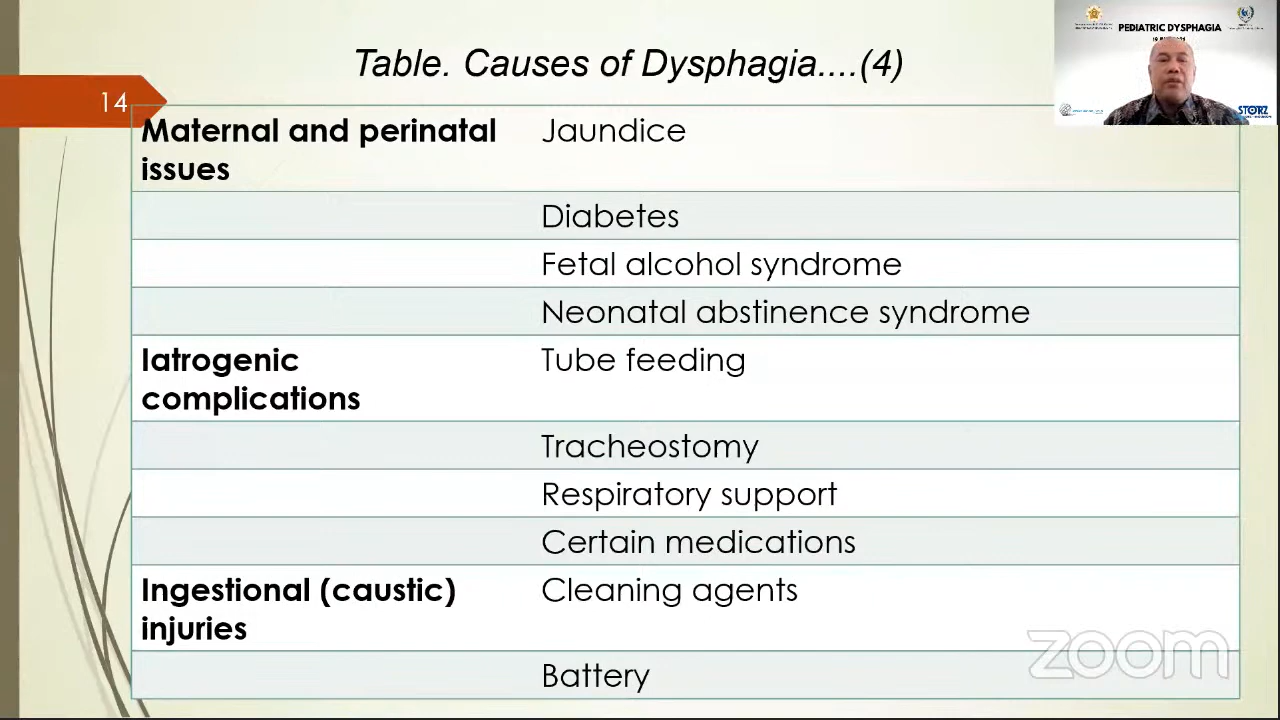 Table. Causes of Dysphagia....(4)
PEDIATRIC DYSPHAGIA
STORZ
14
Maternal and perinatal issues
Jaundice
Diabetes
Fetal alcohol syndrome
Neonatal abstinence syndrome
Iatrogenic complications
Tube feeding
Tracheostomy
Respiratory support
Certain medications
Ingestional (caustic) injuries
Cleaning agents
Battery
zoom